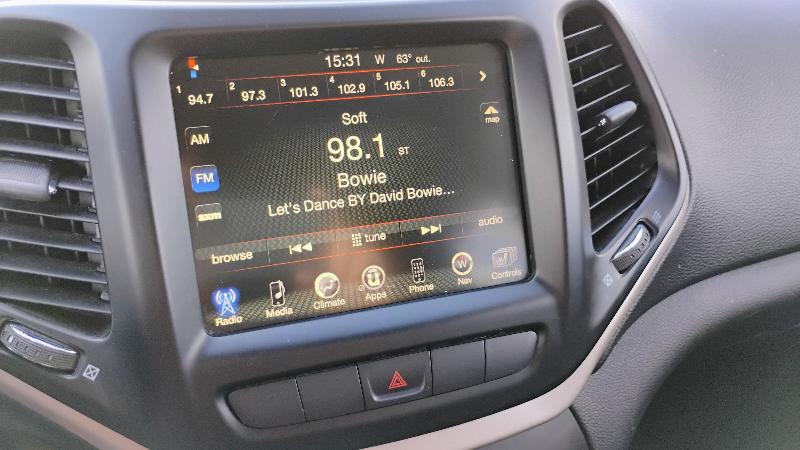 15:31 W 63° out.
1 94.7 2 97.3 3 101.3 4 102.9 5 105.1 6 106.3
map
Soft
AM
98.1 ST
FM
Bowie
Let's Dance BY David Bowie...
sxm
browse tune audio
Radio Media Climate Apps Phone W Nav Controls